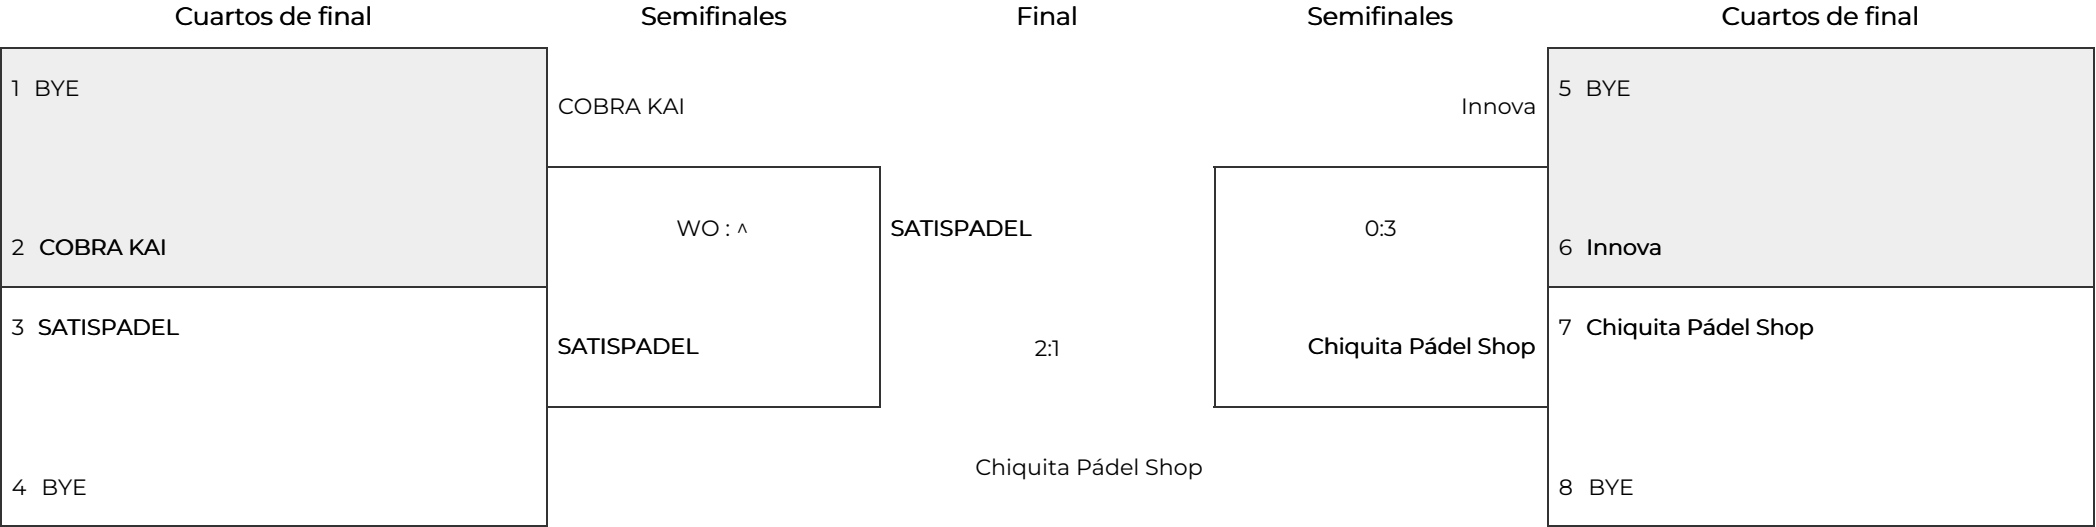 Cuartos de final
Semifinales
Final
Semifinales
Cuartos de final
1 BYE
COBRA KAI
Innova
5 BYE
2 COBRA KAI
WO : ^
SATISPADEL
0:3
6 Innova
3 SATISPADEL
SATISPADEL
2:1
Chiquita Pádel Shop
7 Chiquita Pádel Shop
4 BYE
Chiquita Pádel Shop
8 BYE